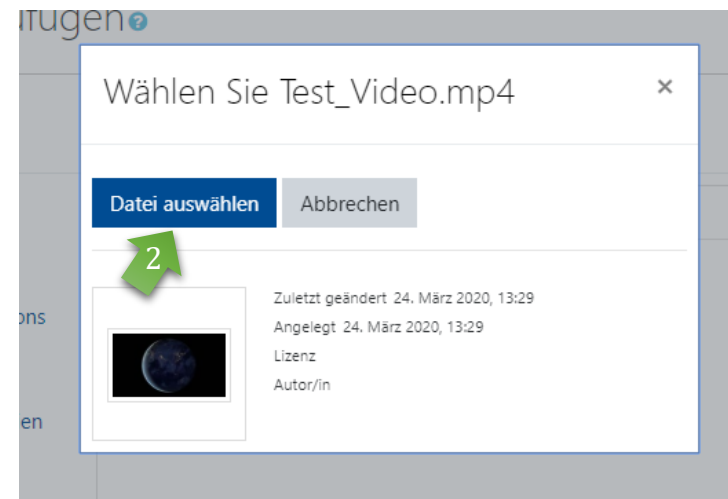 ufügen
Wählen Sie Test_Video.mp4 ×
Datei auswählen Abbrechen
2
Zuletzt geändert 24. März 2020, 13:29
Angelegt 24. März 2020, 13:29
Lizenz
Autor/in
ons
en